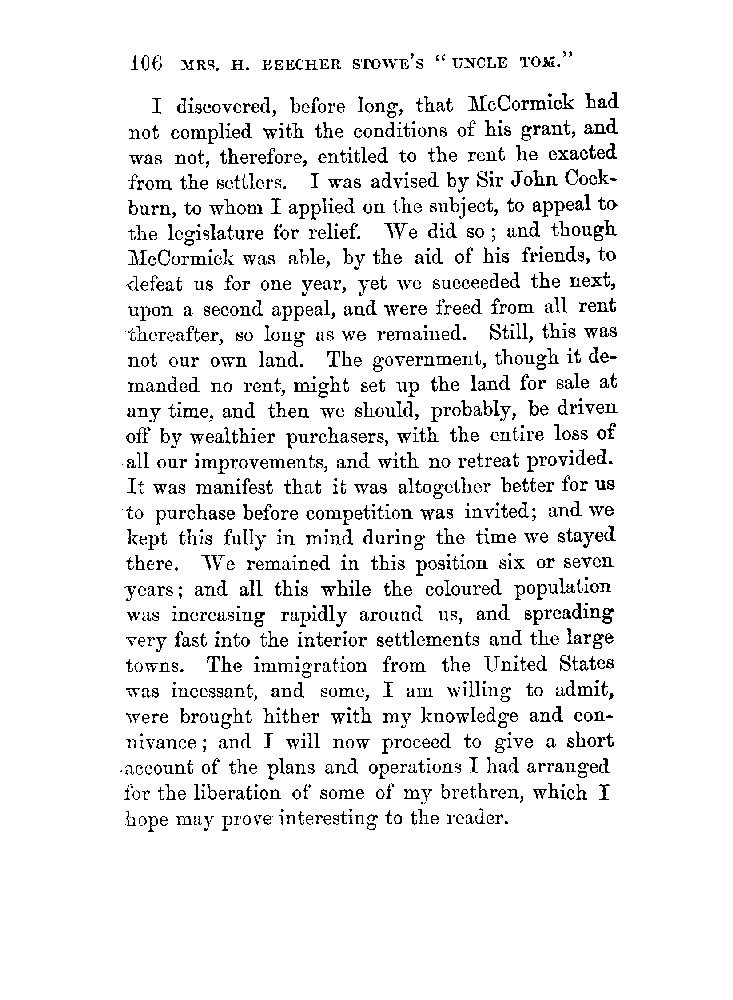 106 MRS. H. BEECHER STOWE'S "UNCLE TOM."
I discovered, before long, that McCormick had
not complied with the conditions of his grant, and
was not, therefore, entitled to the rent he exacted
from the settlers. I was advised by Sir John Cock-
burn, to whom I applied on the subject, to appeal to
the legislature for relief. We did so; and though
McCormick was able, by the aid of his friends, to
defeat us for one year, yet we succeeded the next,
upon a second appeal, and were freed from all rent
thereafter, so long as we remained. Still, this was
not our own land. The government, though it de-
manded no rent, might set up the land for sale at
any time, and then we should, probably, be driven
off by wealthier purchasers, with the entire loss of
all our improvements, and with no retreat provided.
It was manifest that it was altogether better for us
to purchase before competition was invited; and we
kept this fully in mind during the time we stayed
there. We remained in this position six or seven
years; and all this while the coloured population
was increasing rapidly around us, and spreading
very fast into the interior settlements and the large
towns. The immigration from the United States
was incessant, and some, I am willing to admit,
were brought hither with my knowledge and con-
nivance; and I will now proceed to give a short
account of the plans and operations I had arranged
for the liberation of some of my brethren, which I
hope may prove interesting to the reader.